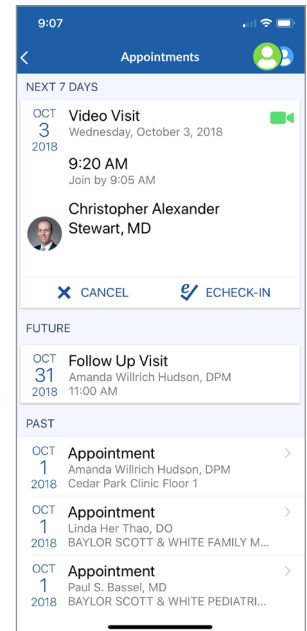 9:07
Appointments
NEXT 7 DAYS
OCT
3
2018
Video Visit
Wednesday, October 3, 2018
9:20 AM
Join by 9:05 AM
Christopher Alexander
Stewart, MD
CANCEL
ECHECK-IN
FUTURE
OCT
31
2018
Follow Up Visit
Amanda Willrich Hudson, DPM
11:00 AM
PAST
OCT
1
2018
Appointment
Amanda Willrich Hudson, DPM
Cedar Park Clinic Floor 1
OCT
1
2018
Appointment
Linda Her Thao, DO
BAYLOR SCOTT & WHITE FAMILY M...
OCT
1
2018
Appointment
Paul S. Bassel, MD
BAYLOR SCOTT & WHITE PEDIATRI...